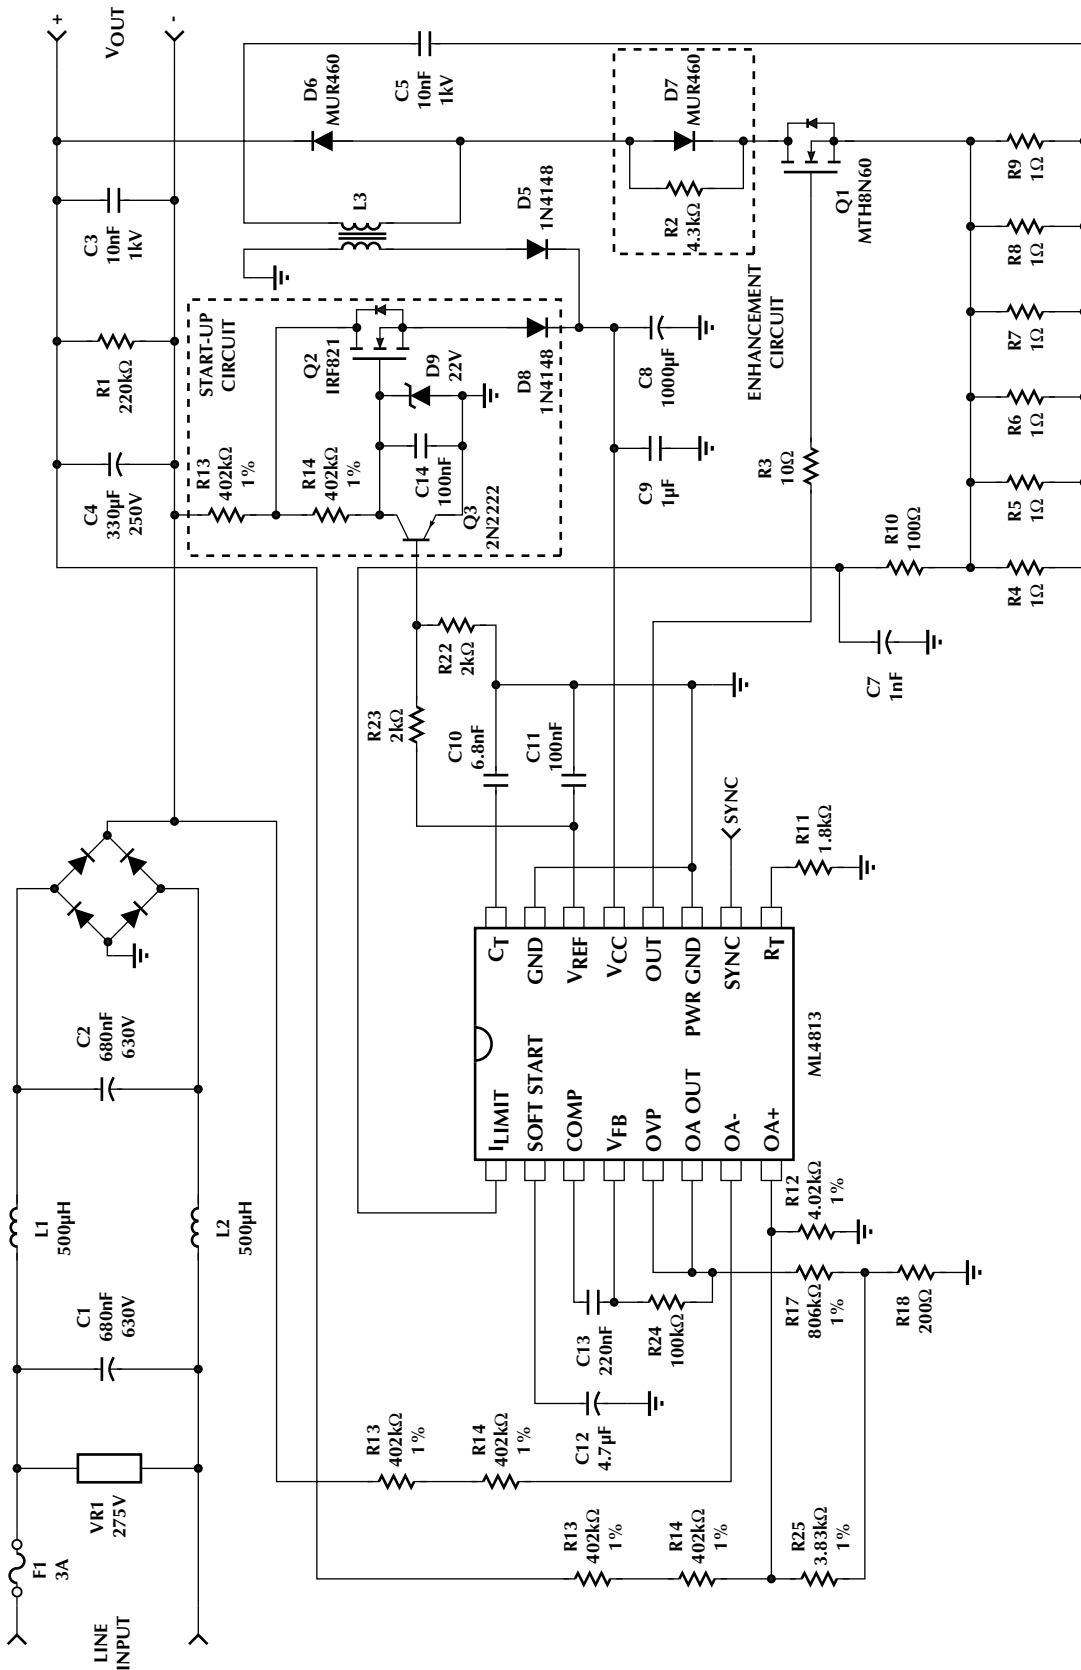 LINE
INPUT
F1
3A
VR1
275V
C1
680nF
630V
L1
500µH
L2
500µH
C2
680nF
630V
C4
330µF
250V
R1
220kΩ
C3
10nF
1kV
+
VOUT
-
START-UP
CIRCUIT
R13
402kΩ
1%
R14
402kΩ
1%
Q2
IRF821
D9
22V
C14
100nF
Q3
2N2222
D8
1N4148
L3
D5
1N4148
D6
MUR460
C5
10nF
1kV
D7
MUR460
R2
4.3kΩ
ENHANCEMENT
CIRCUIT
Q1
MTH8N60
C8
1000µF
C9
1µF
R3
10Ω
R10
100Ω
C7
1nF
R4
1Ω
R5
1Ω
R6
1Ω
R7
1Ω
R8
1Ω
R9
1Ω
R23
2kΩ
R22
2kΩ
C10
6.8nF
C11
100nF
SYNC
R11
1.8kΩ
ILIMIT
SOFT START
COMP
VFB
OVP
OA OUT
OA-
OA+
CT
GND
VREF
VCC
OUT
PWR GND
SYNC
RT
ML4813
R13
402kΩ
1%
R14
402kΩ
1%
C12
4.7µF
C13
220nF
R24
100kΩ
R12
4.02kΩ
1%
R17
806kΩ
1%
R18
200Ω
R13
402kΩ
1%
R14
402kΩ
1%
R25
3.83kΩ
1%